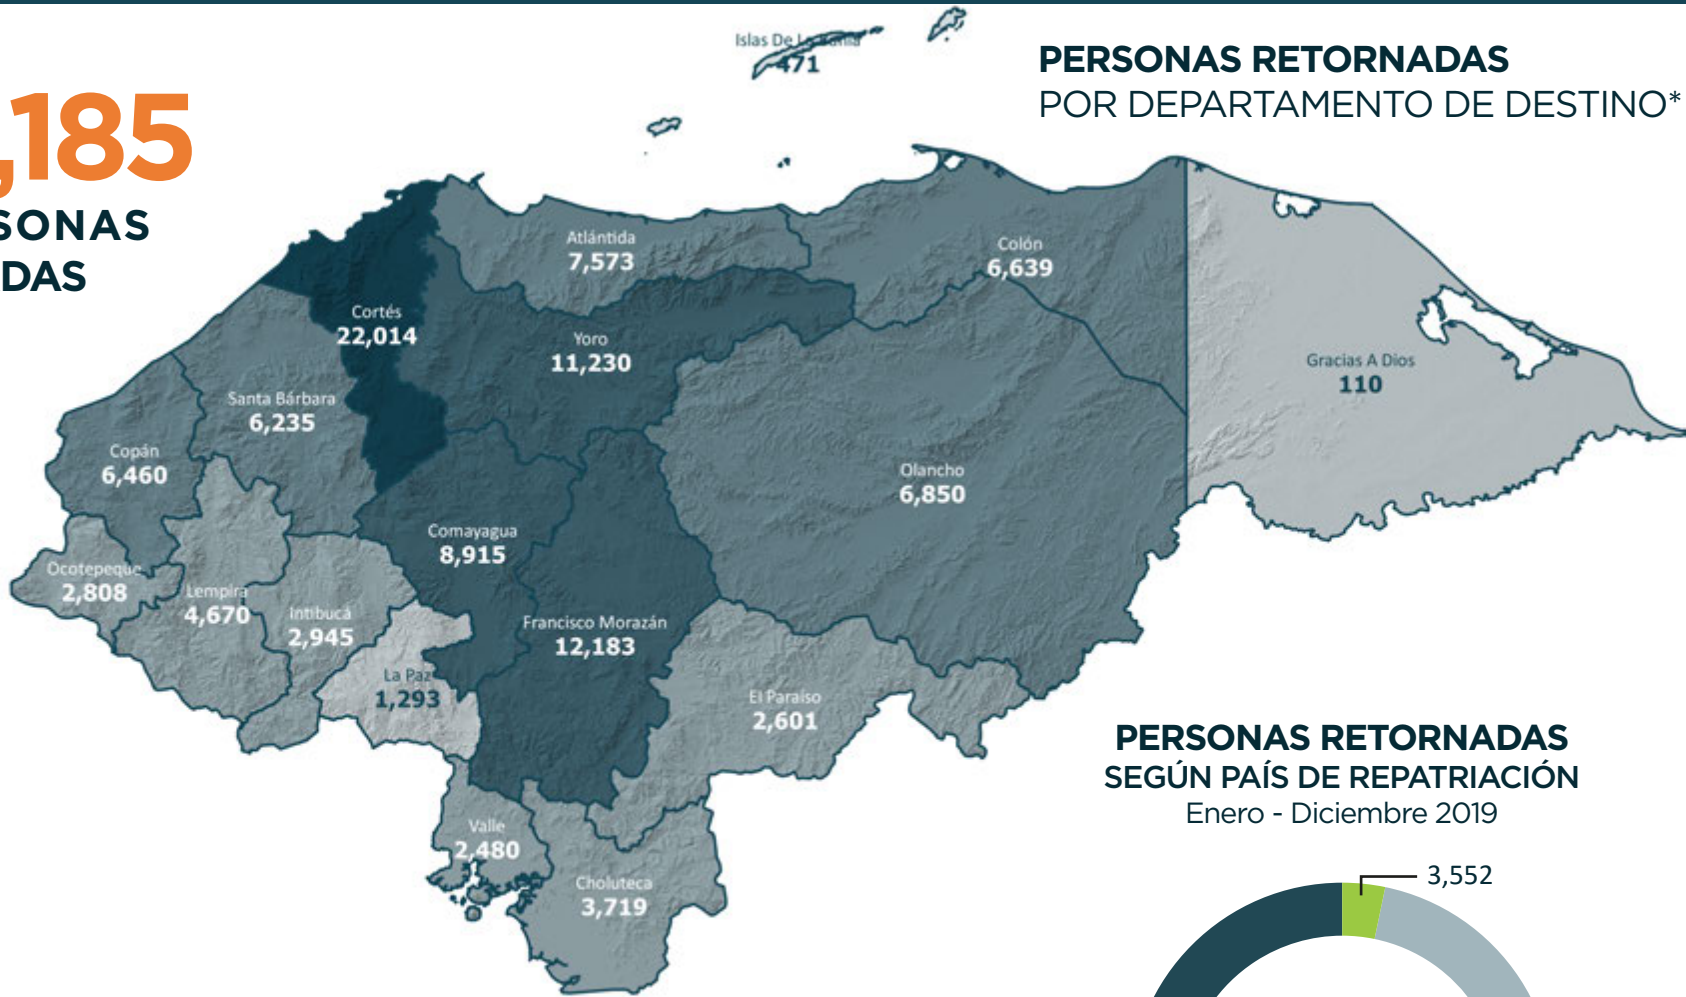 ,185
SONAS
DAS
PERSONAS RETORNADAS
POR DEPARTAMENTO DE DESTINO*
Islas De La Bahía
471
Atlántida
7,573
Colón
6,639
Cortés
22,014
Yoro
11,230
Gracias A Dios
110
Santa Bárbara
6,235
Copán
6,460
Olancho
6,850
Comayagua
8,915
Ocotepeque
2,808
Lempira
4,670
Intibucá
2,945
Francisco Morazán
12,183
La Paz
1,293
El Paraíso
2,601
Valle
2,480
Choluteca
3,719
PERSONAS RETORNADAS
SEGÚN PAÍS DE REPATRIACIÓN
Enero - Diciembre 2019
3,552